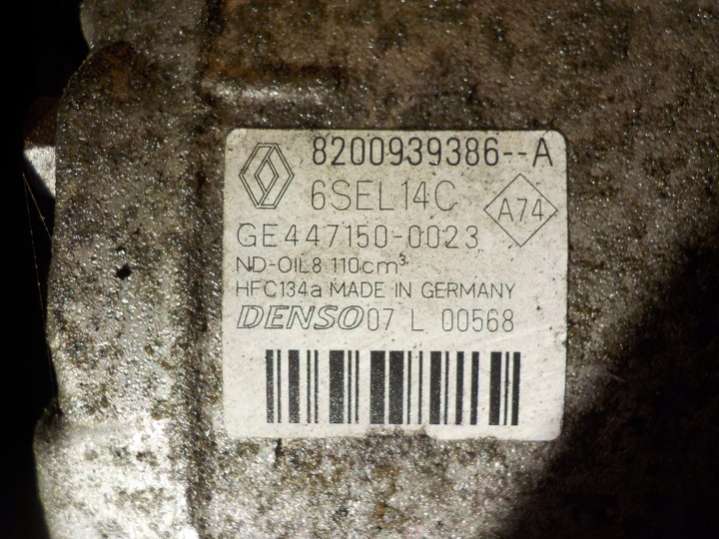 8200939386--A
6SEL14C
A74
GE447150-0023
ND-OIL8 110cm³
HFC134a MADE IN GERMANY
DENSO 07 L 00568